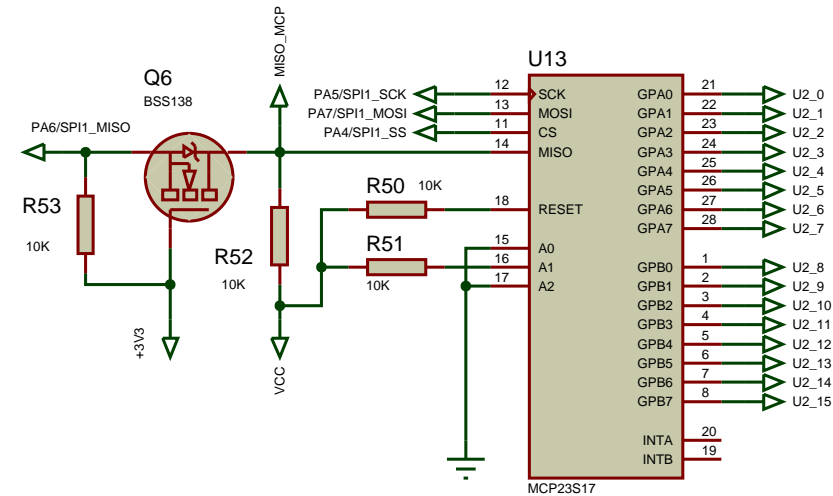 MISO_MCP
U13
Q6
BSS138
PA6/SPI1_MISO
PA5/SPI1_SCK
PA7/SPI1_MOSI
PA4/SPI1_SS
12
13
11
14
SCK
MOSI
CS
MISO
GPA0
GPA1
GPA2
GPA3
GPA4
GPA5
GPA6
GPA7
21
22
23
24
25
26
27
28
U2_0
U2_1
U2_2
U2_3
U2_4
U2_5
U2_6
U2_7
R53
10K
R52
10K
R50
10K
R51
10K
18
15
16
17
RESET
A0
A1
A2
GPB0
GPB1
GPB2
GPB3
GPB4
GPB5
GPB6
GPB7
1
2
3
4
5
6
7
8
U2_8
U2_9
U2_10
U2_11
U2_12
U2_13
U2_14
U2_15
+3V3
VCC
INTA
INTB
20
19
MCP23S17